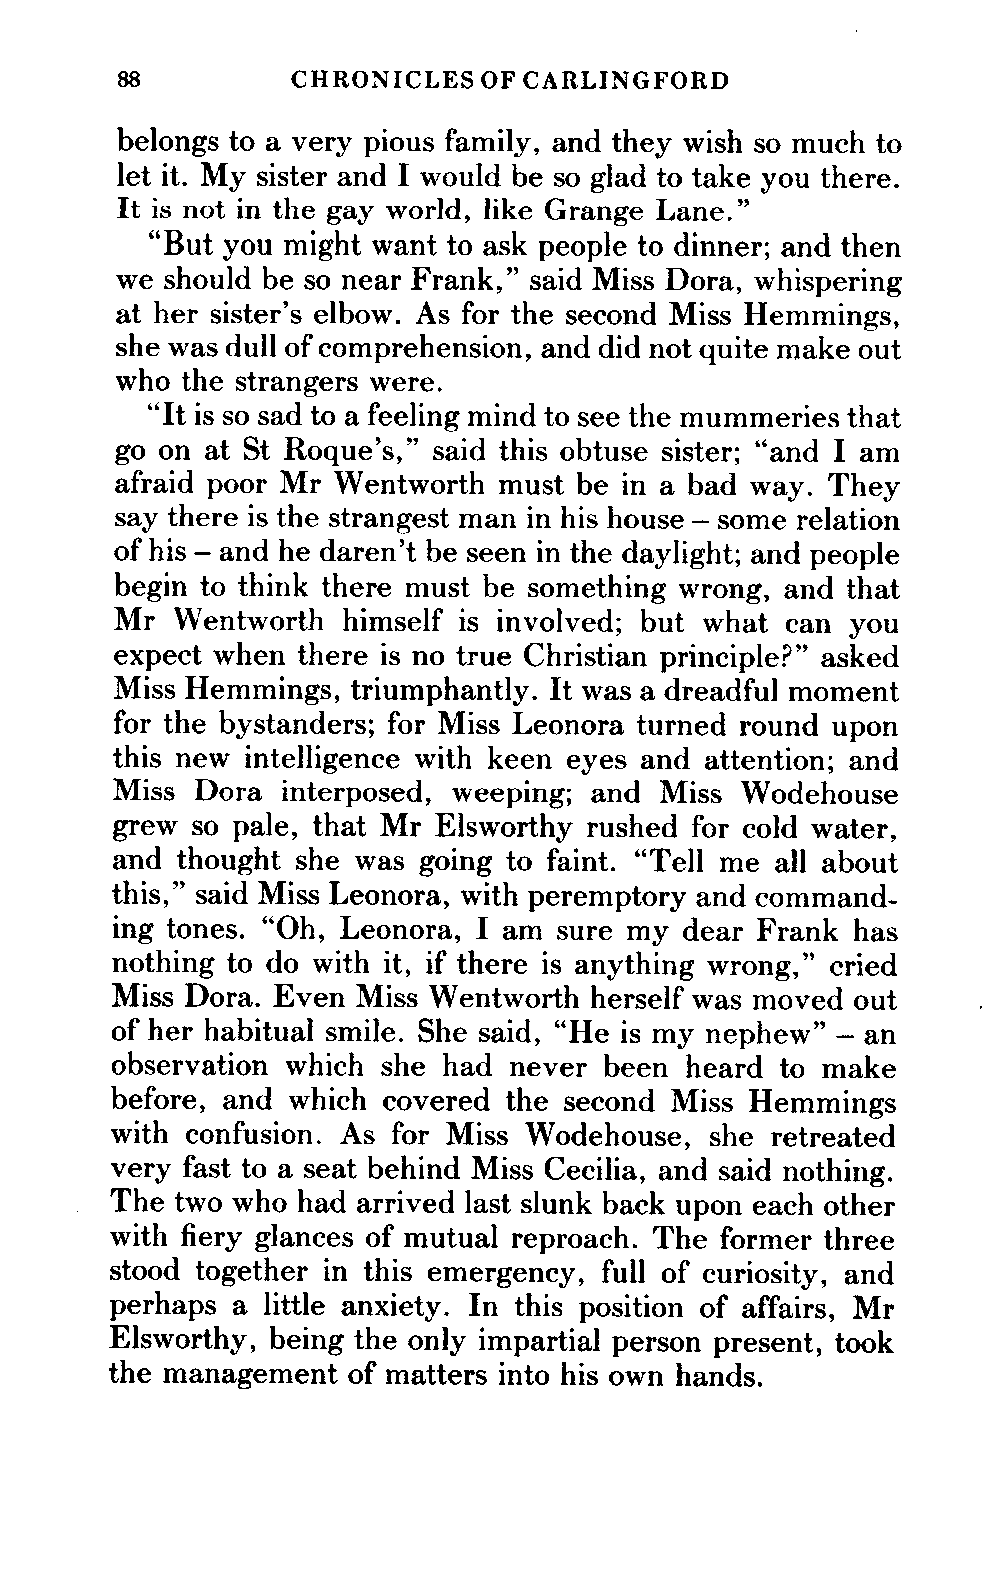 88 CHRONICLES OF CARLINGFORD
belongs to a very pious family, and they wish so much to
let it. My sister and I would be so glad to take you there.
It is not in the gay world, like Grange Lane.”
“But you might want to ask people to dinner; and then
we should be so near Frank,” said Miss Dora, whispering
at her sister’s elbow. As for the second Miss Hemmings,
she was dull of comprehension, and did not quite make out
who the strangers were.
“It is so sad to a feeling mind to see the mummeries that
go on at St Roque’s,” said this obtuse sister; “and I am
afraid poor Mr Wentworth must be in a bad way. They
say there is the strangest man in his house – some relation
of his – and he daren’t be seen in the daylight; and people
begin to think there must be something wrong, and that
Mr Wentworth himself is involved; but what can you
expect when there is no true Christian principle?” asked
Miss Hemmings, triumphantly. It was a dreadful moment
for the bystanders; for Miss Leonora turned round upon
this new intelligence with keen eyes and attention; and
Miss Dora interposed, weeping; and Miss Wodehouse
grew so pale, that Mr Elsworthy rushed for cold water,
and thought she was going to faint. “Tell me all about
this,” said Miss Leonora, with peremptory and command-
ing tones. “Oh, Leonora, I am sure my dear Frank has
nothing to do with it, if there is anything wrong,” cried
Miss Dora. Even Miss Wentworth herself was moved out
of her habitual smile. She said, “He is my nephew” – an
observation which she had never been heard to make
before, and which covered the second Miss Hemmings
with confusion. As for Miss Wodehouse, she retreated
very fast to a seat behind Miss Cecilia, and said nothing.
The two who had arrived last slunk back upon each other
with fiery glances of mutual reproach. The former three
stood together in this emergency, full of curiosity, and
perhaps a little anxiety. In this position of affairs, Mr
Elsworthy, being the only impartial person present, took
the management of matters into his own hands.